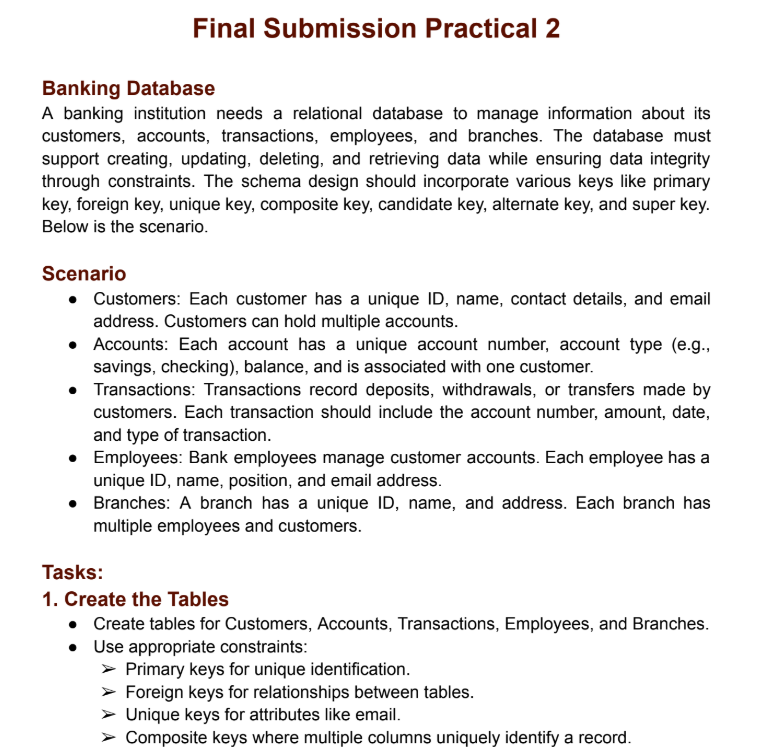 Final Submission Practical 2
Banking Database
A banking institution needs a relational database to manage information about its
customers, accounts, transactions, employees, and branches. The database must
support creating, updating, deleting, and retrieving data while ensuring data integrity
through constraints. The schema design should incorporate various keys like primary
key, foreign key, unique key, composite key, candidate key, alternate key, and super key.
Below is the scenario.
Scenario
● Customers: Each customer has a unique ID, name, contact details, and email
address. Customers can hold multiple accounts.
● Accounts: Each account has a unique account number, account type (e.g.,
savings, checking), balance, and is associated with one customer.
● Transactions: Transactions record deposits, withdrawals, or transfers made by
customers. Each transaction should include the account number, amount, date,
and type of transaction.
● Employees: Bank employees manage customer accounts. Each employee has a
unique ID, name, position, and email address.
● Branches: A branch has a unique ID, name, and address. Each branch has
multiple employees and customers.
Tasks:
1. Create the Tables
● Create tables for Customers, Accounts, Transactions, Employees, and Branches.
● Use appropriate constraints:
➢ Primary keys for unique identification.
➢ Foreign keys for relationships between tables.
➢ Unique keys for attributes like email.
➢ Composite keys where multiple columns uniquely identify a record.